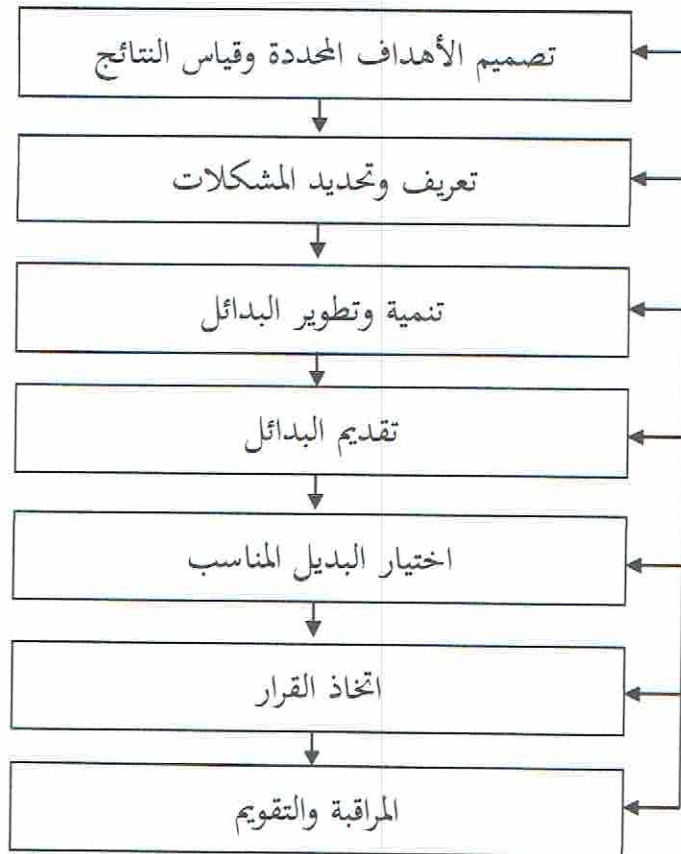 تصميم الأهداف المحددة وقياس النتائج
تعريف وتحديد المشكلات
تنمية وتطوير البدائل
تقديم البدائل
اختيار البديل المناسب
اتخاذ القرار
المراقبة والتقويم